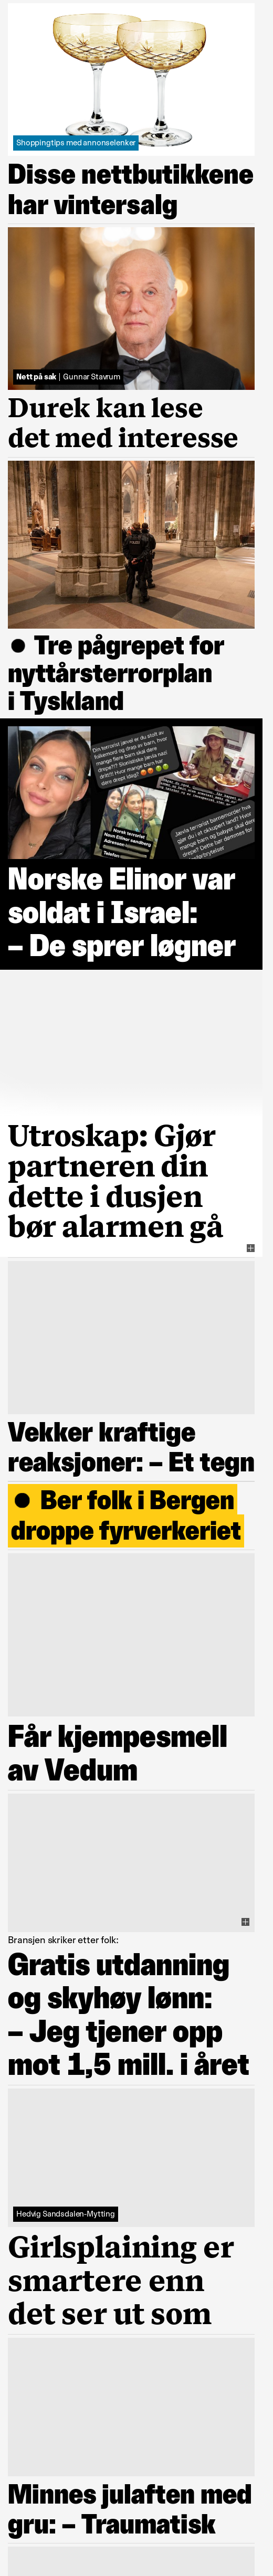 Shoppingtips med annonselenker
Disse nettbutikkene
har vintersalg
Nett på sak | Gunnar Stavrum
Durek kan lese
det med interesse
Tre pågrepet for
nyttårsterrorplan
i Tyskland
Norske Elinor var
soldat i Israel:
– De sprer løgner
Utroskap: Gjør
partneren din
dette i dusjen
bør alarmen gå
Vekker kraftige
reaksjoner: – Et tegn
Ber folk i Bergen
droppe fyrverkeriet
Får kjempesmell
av Vedum
Bransjen skriker etter folk:
Gratis utdanning
og skyhøy lønn:
– Jeg tjener opp
mot 1,5 mill. i året
Hedvig Sandsdalen-Mytting
Girlsplaining er
smartere enn
det ser ut som
Minnes julaften med
gru: – Traumatisk